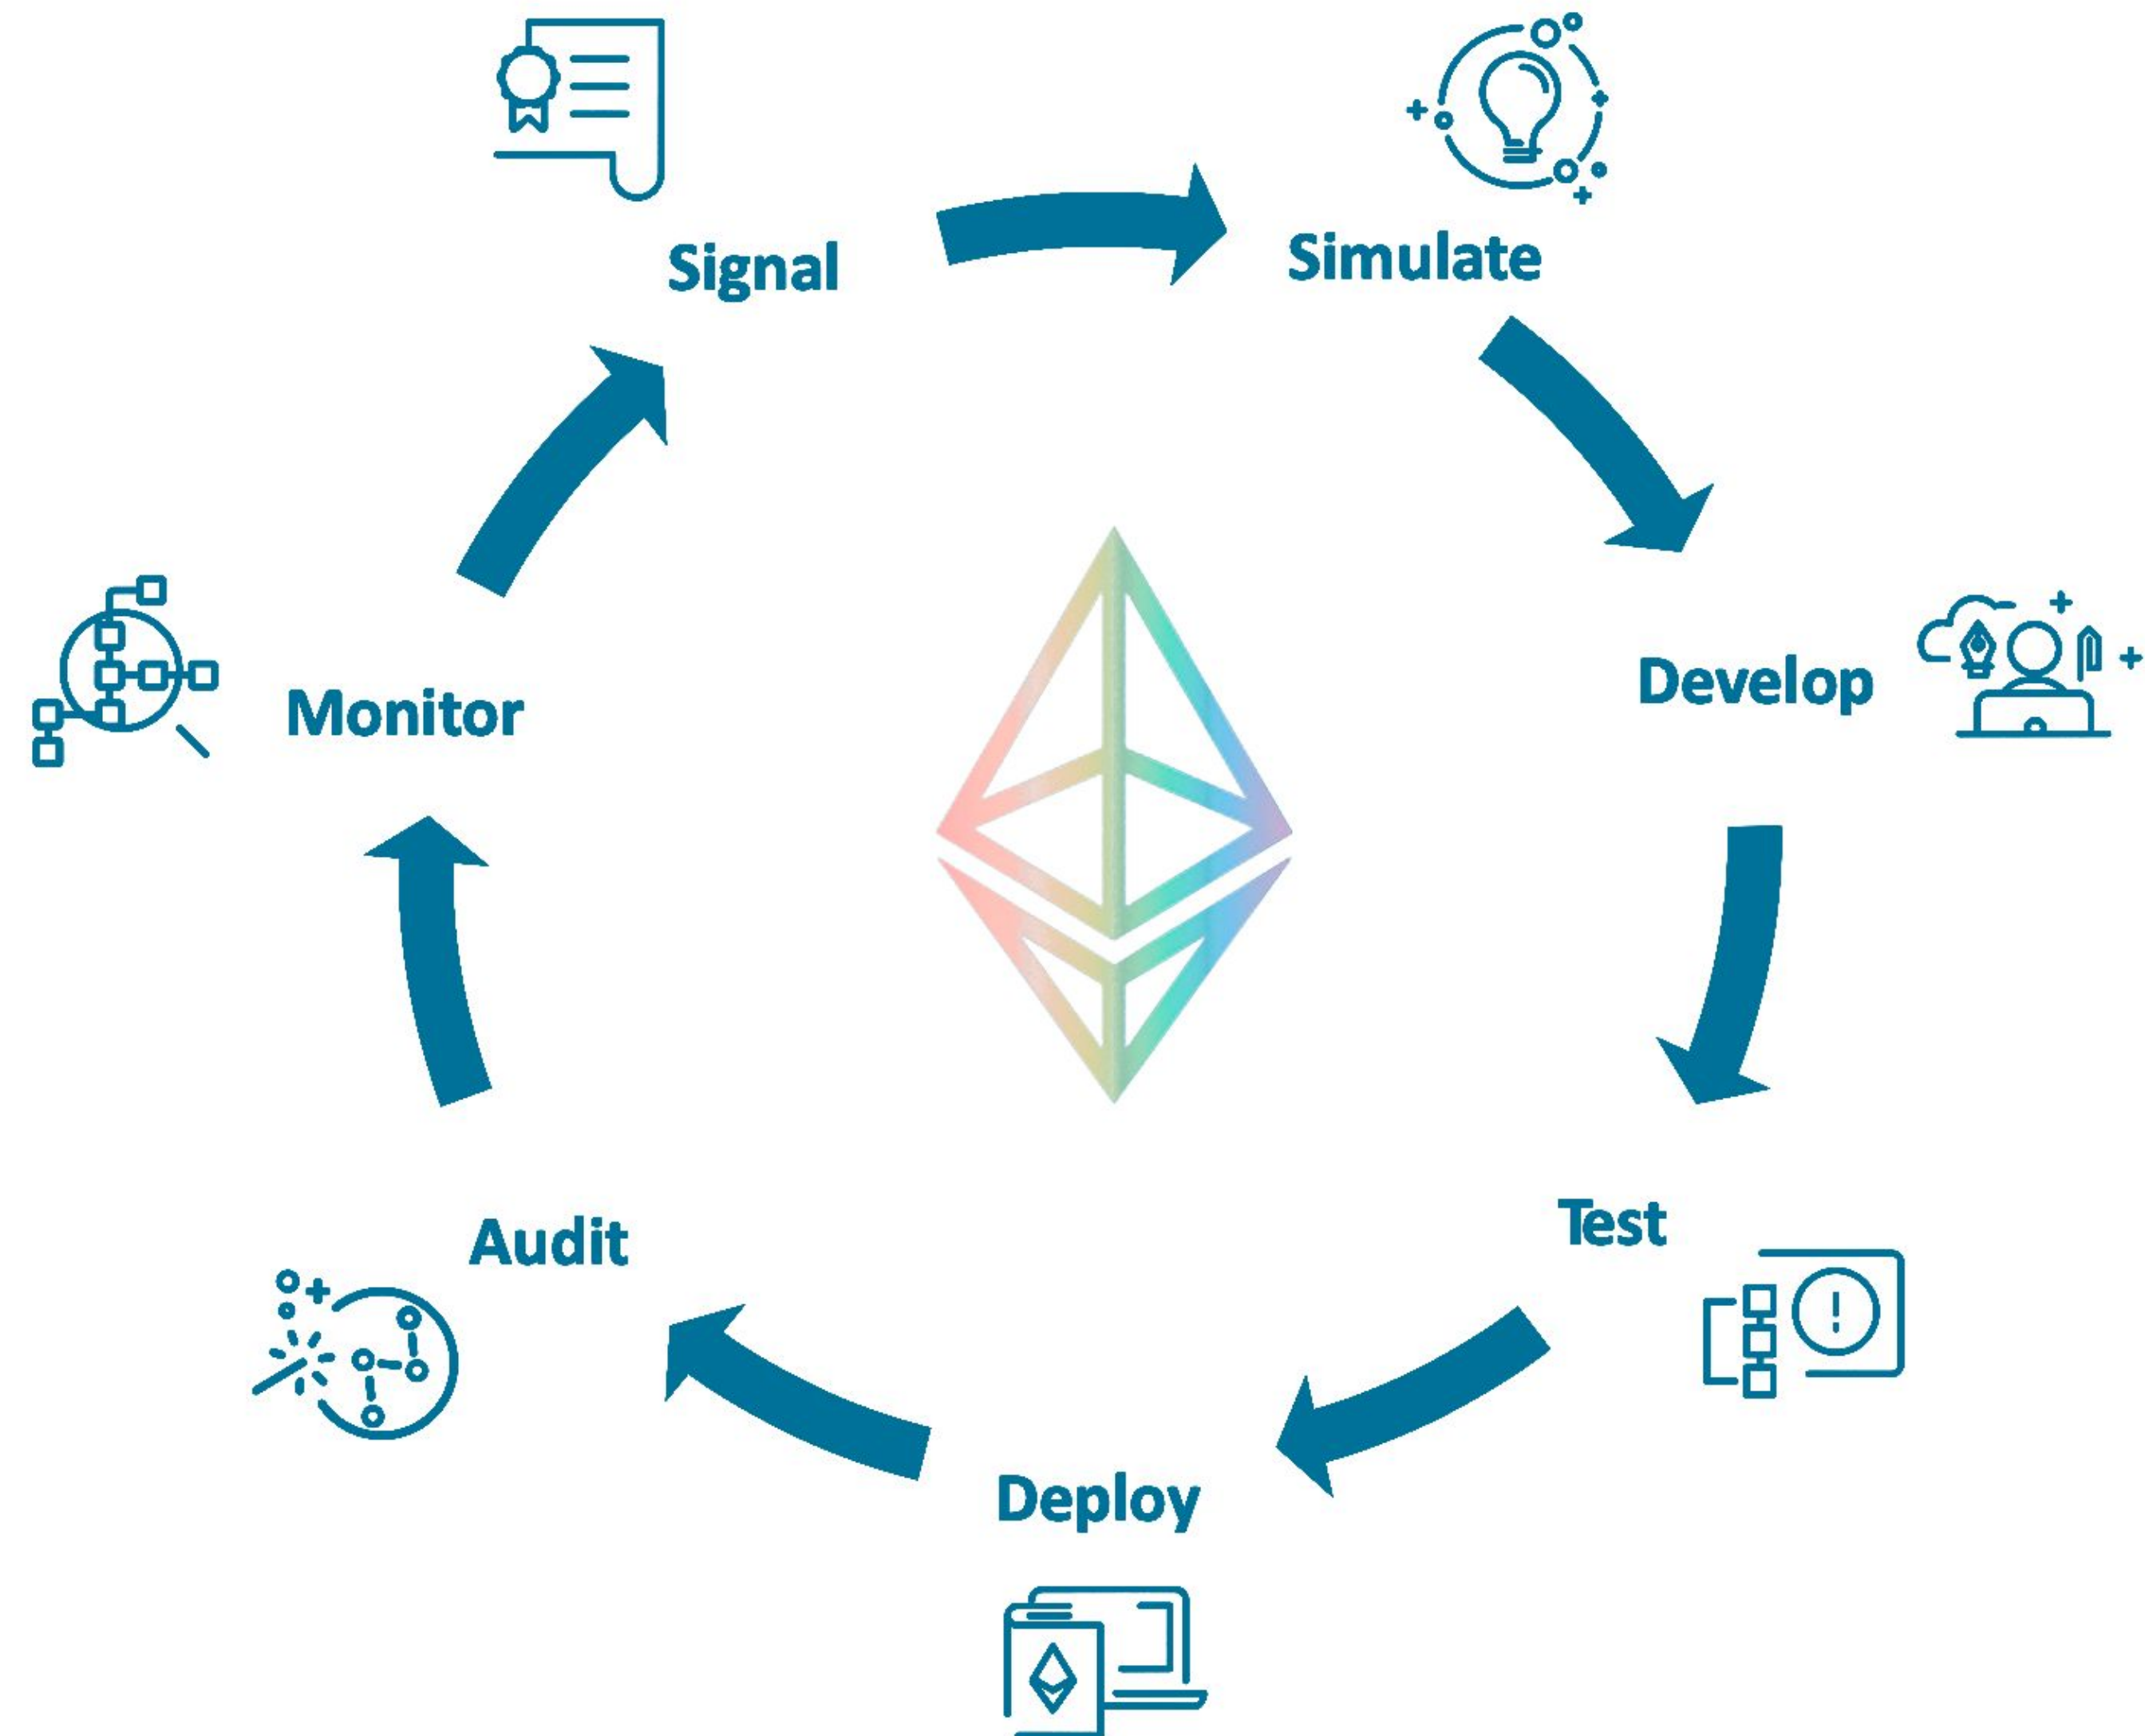 Signal
Simulate
Develop
Test
Deploy
Audit
Monitor